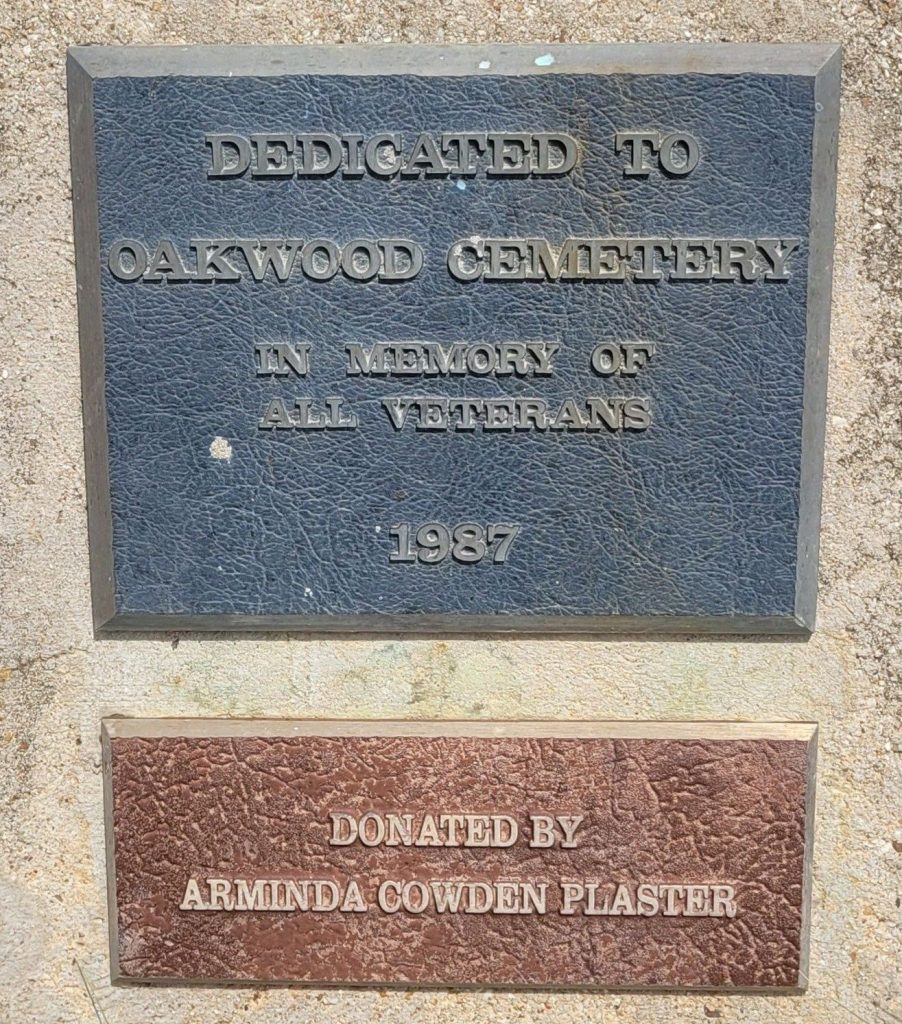 DEDICATED TO
OAKWOOD CEMETERY
IN MEMORY OF
ALL VETERANS
1987
DONATED BY
ARMINDA COWDEN PLASTER